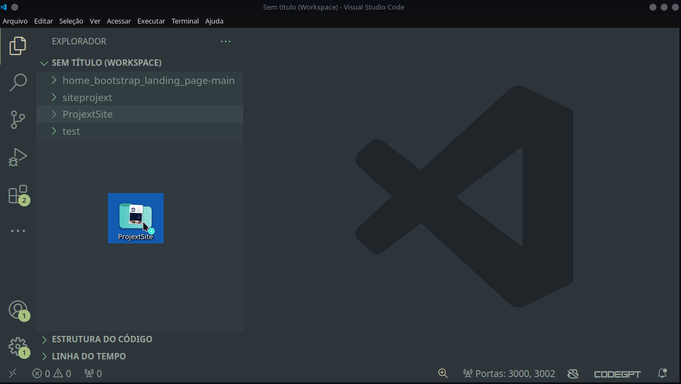 Sem título (Workspace) - Visual Studio Code
Arquivo Editar Seleção Ver Acessar Executar Terminal Ajuda
EXPLORADOR
SEM TÍTULO (WORKSPACE)
home_bootstrap_landing_page-main
siteprojext
ProjextSite
test
ProjextSite
2
1
1
ESTRUTURA DO CÓDIGO
LINHA DO TEMPO
0 0 0 Portas: 3000, 3002 CODEGPT